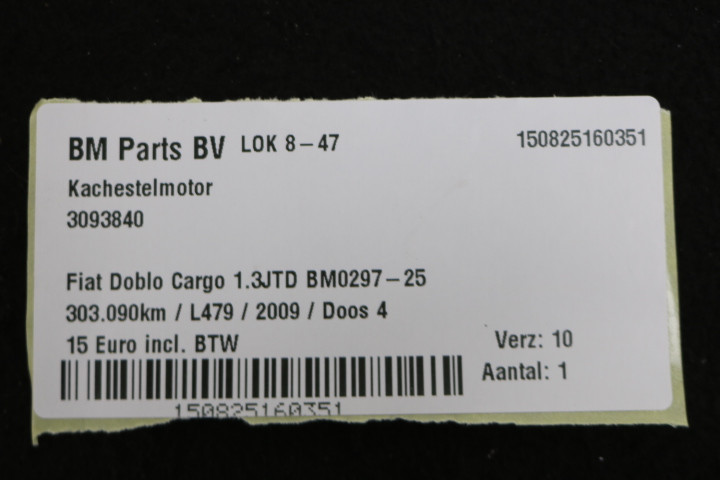 BM Parts BV LOK 8-47 150825160351
Kachestelmotor
3093840
Fiat Doblo Cargo 1.3JTD BM0297-25
303.090km / L479 / 2009 / Doos 4
15 Euro incl. BTW Verz: 10
Aantal: 1
150825160351